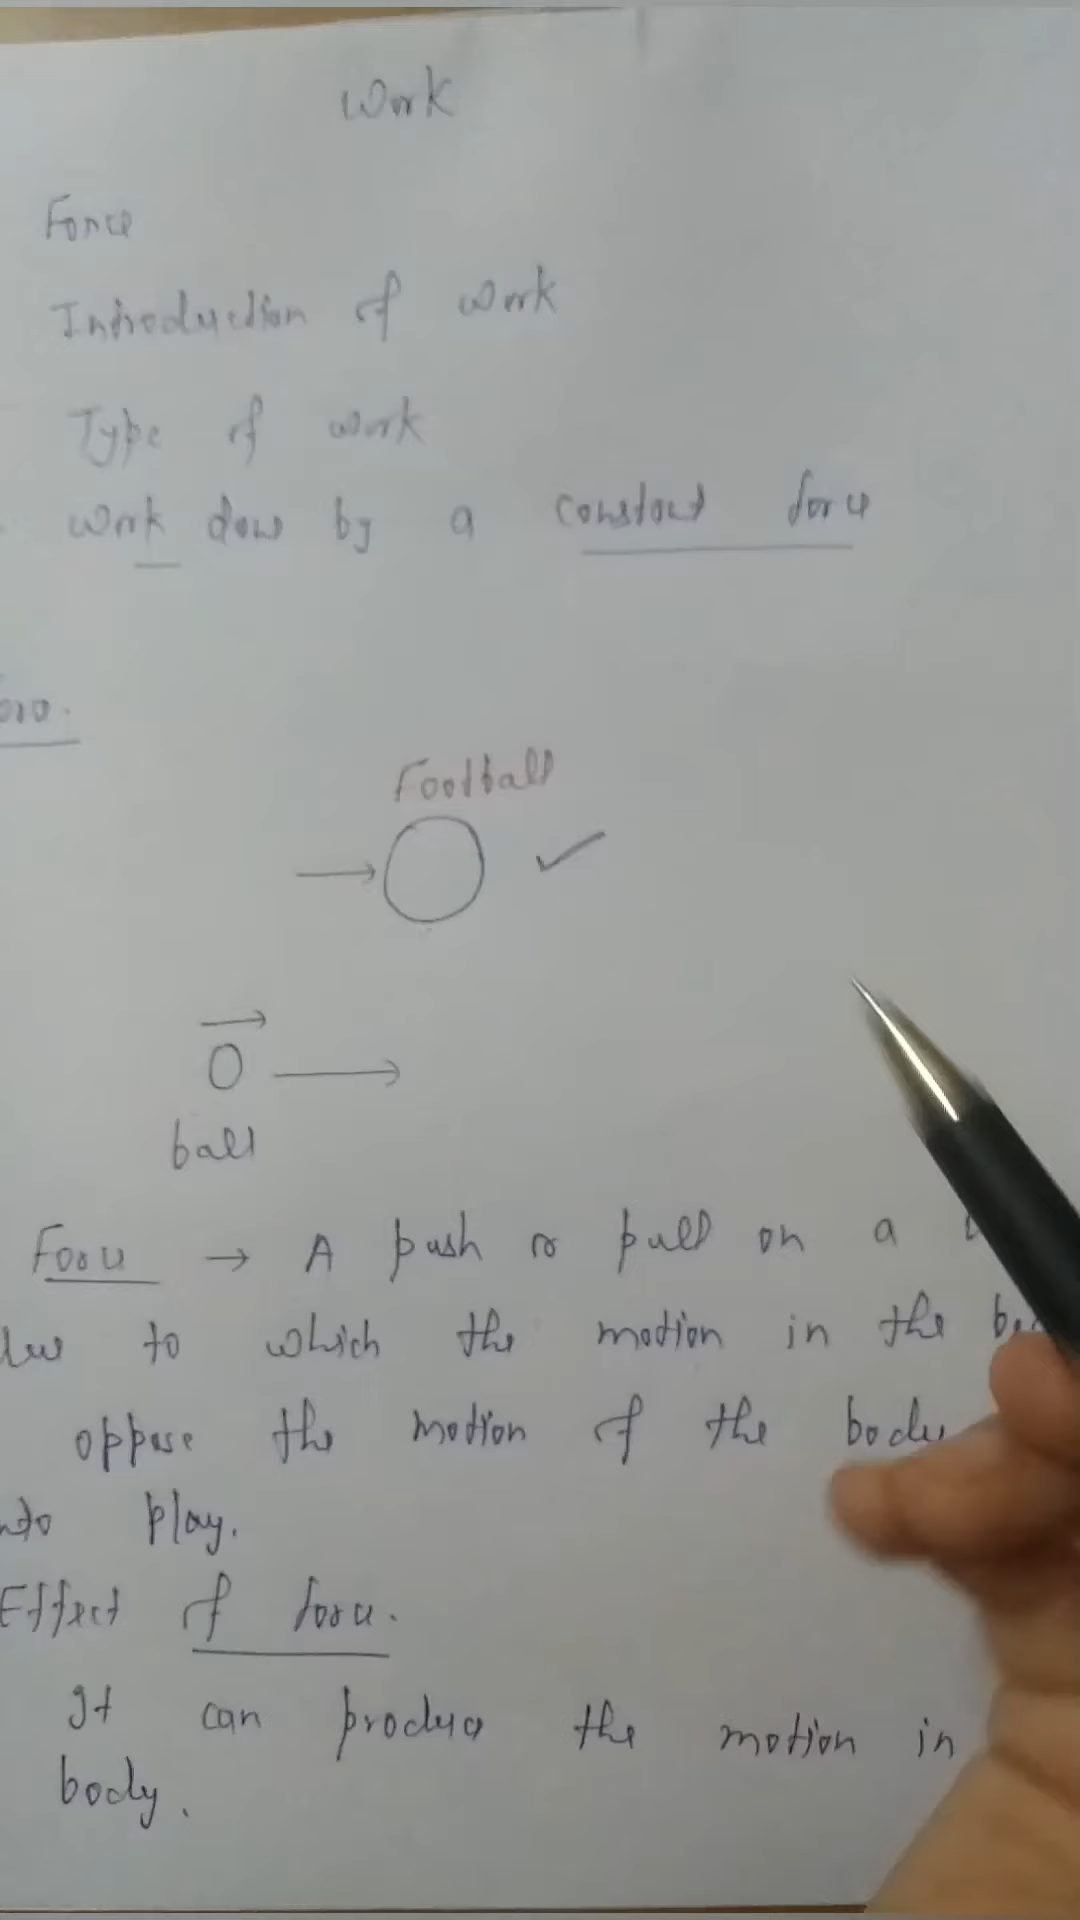 Work
Force
Introduction of work
Type of work
Work done by a constant force
Football
ball
Force → A push or pull on a
due to which the motion in the
oppose the motion of the body
play.
Effect of force.
It can produce the motion in
body.